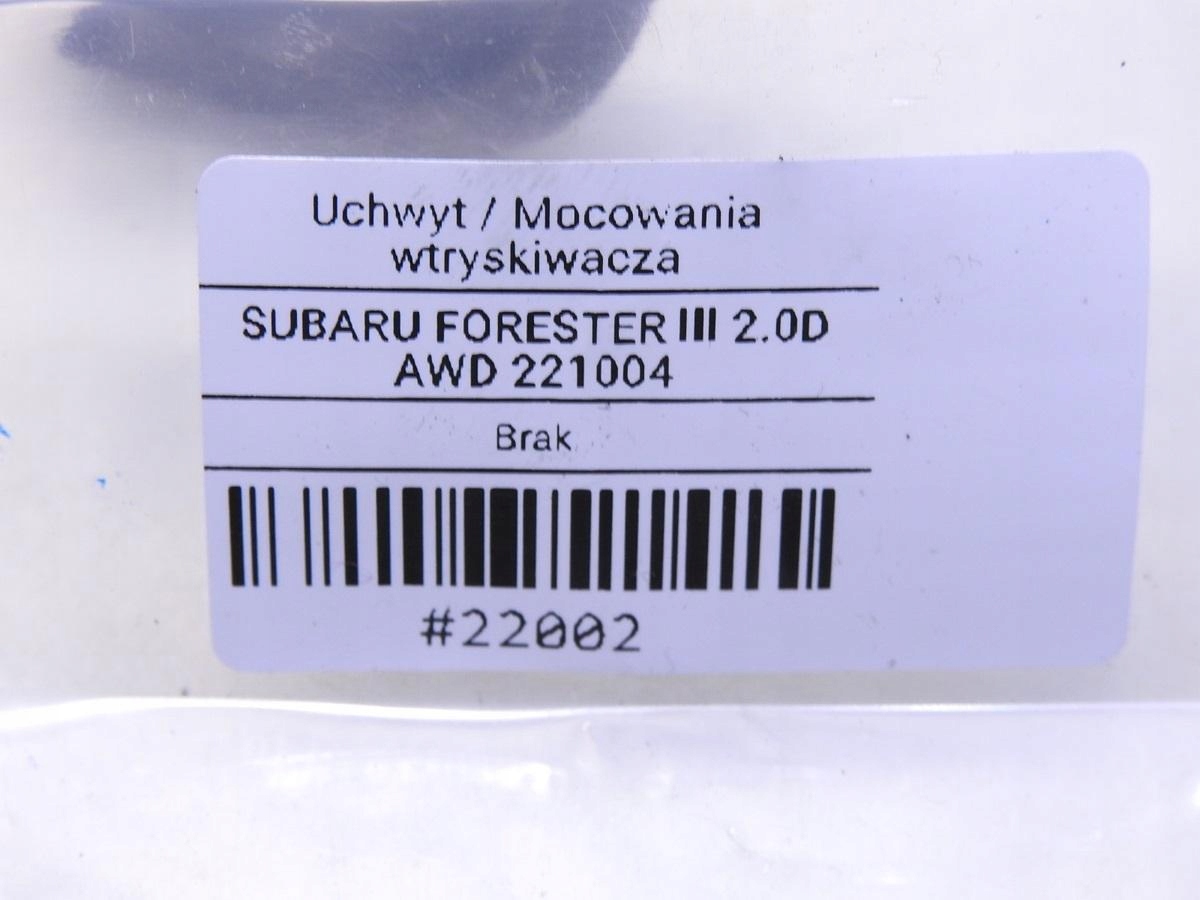 Uchwyt / Mocowania
wtryskiwacza
SUBARU FORESTER III 2.0D
AWD 221004
Brak
#22002